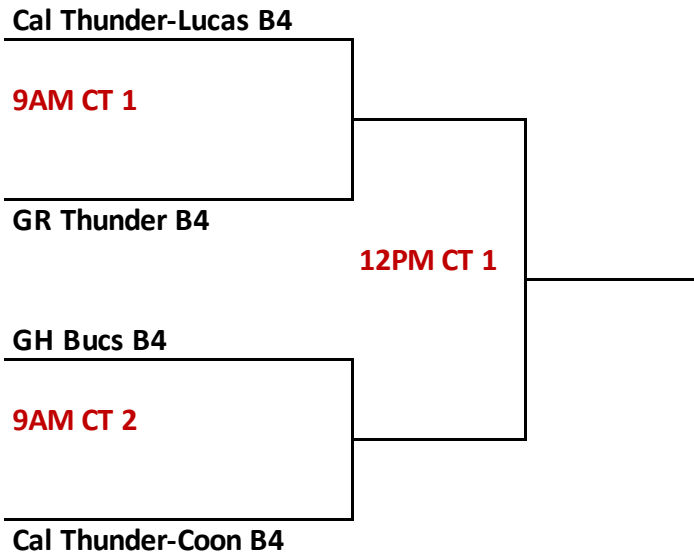 Cal Thunder-Lucas B4
9AM CT 1
GR Thunder B4
12PM CT 1
GH Bucs B4
9AM CT 2
Cal Thunder-Coon B4